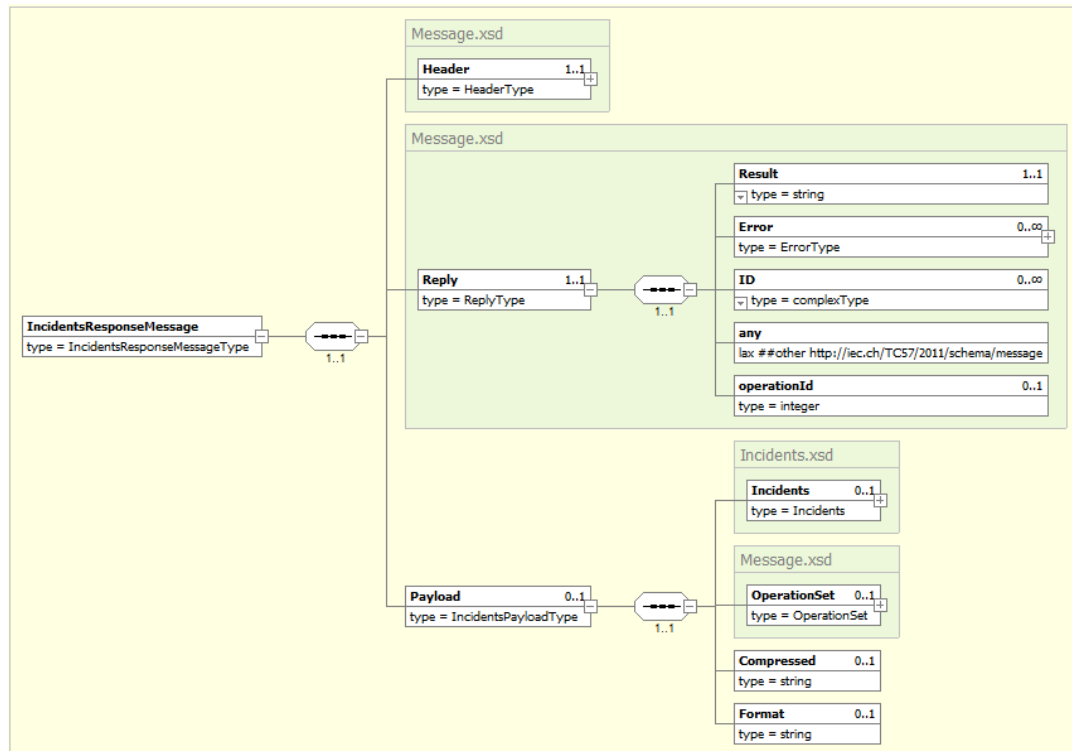 Message.xsd
Header 1..1
type = HeaderType
Message.xsd
Result 1..1
type = string
Error 0..∞
type = ErrorType
Reply 1..1
type = ReplyType
1..1
ID 0..∞
type = complexType
IncidentsResponseMessage
type = IncidentsResponseMessageType
1..1
any
lax ##other http://iec.ch/TC57/2011/schema/message
operationId 0..1
type = integer
Incidents.xsd
Incidents 0..1
type = Incidents
Message.xsd
Payload 0..1
type = IncidentsPayloadType
1..1
OperationSet 0..1
type = OperationSet
Compressed 0..1
type = string
Format 0..1
type = string